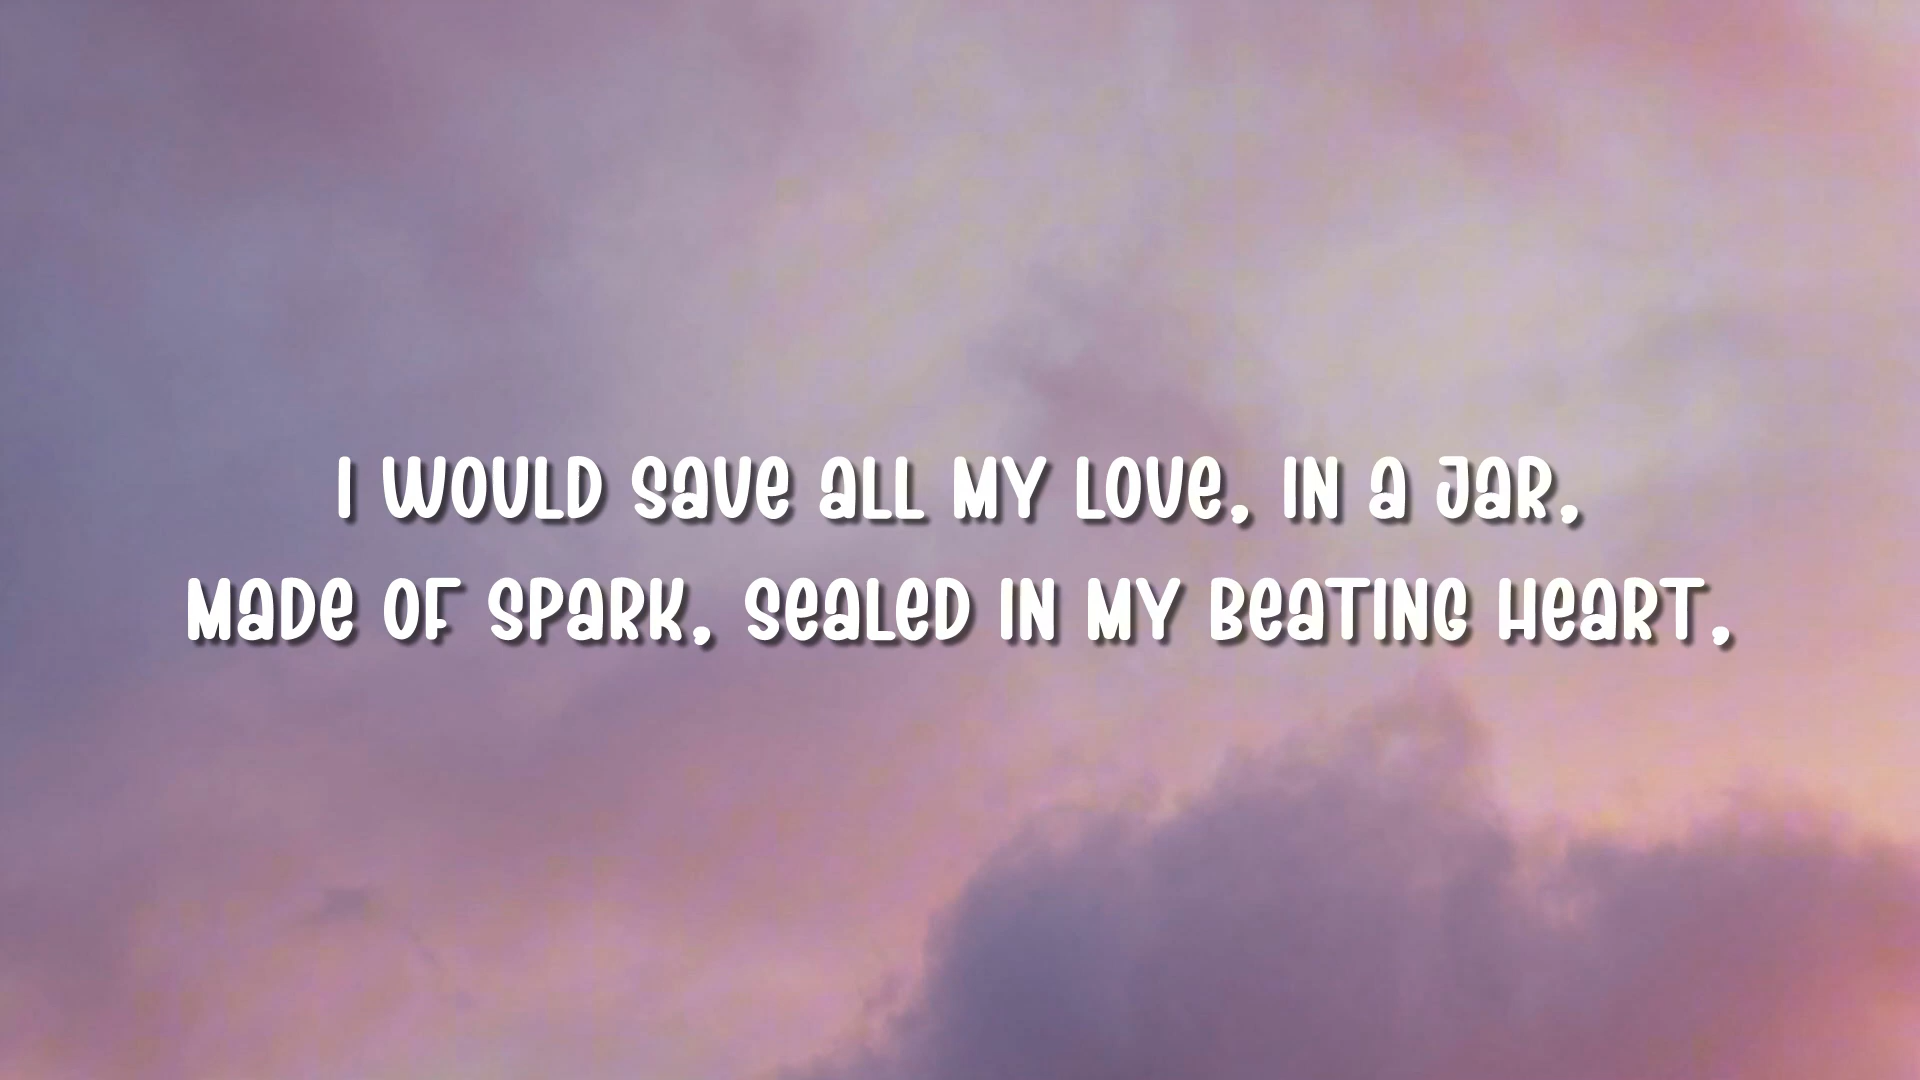 I WOULD SAVE ALL MY LOVE, IN A JAR,
MADE OF SPARK, SEALED IN MY BEATING HEART,